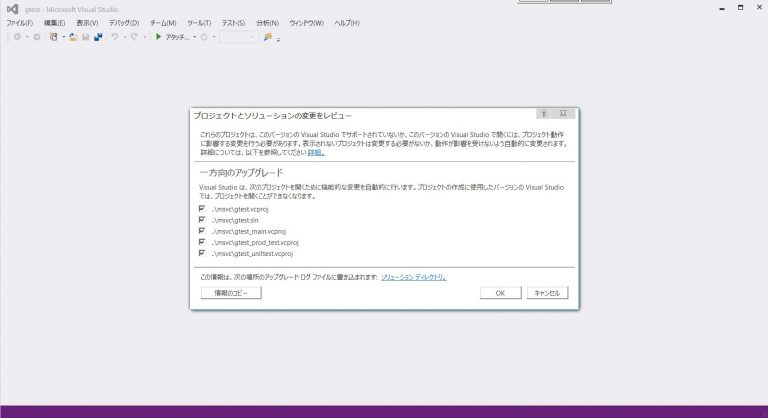 gtest - Microsoft Visual Studio
ファイル(F) 編集(E) 表示(V) デバッグ(D) チーム(M) ツール(T) テスト(S) 分析(N) ウィンドウ(W) ヘルプ(H)
アタッチ...
プロジェクトとソリューションの変更をレビュー
これらのプロジェクトは、このバージョンの Visual Studio でサポートされていないか、このバージョンの Visual Studio で開くには、プロジェクト動作
に影響する変更を行う必要があります。表示されないプロジェクトは変更する必要がないか、動作が影響を受けないよう自動的に変更されます。
詳細については、以下を参照してください 詳細。
一方向のアップグレード
Visual Studio は、次のプロジェクトを開くために機能的な変更を自動的に行います。プロジェクトの作成に使用したバージョンの Visual Studio
では、プロジェクトを開くことができなくなります。
..\msvc\gtest.vcproj
..\msvc\gtest.sln
..\msvc\gtest_main.vcproj
..\msvc\gtest_prod_test.vcproj
..\msvc\gtest_unittest.vcproj
この情報は、次の場所のアップグレード ログ ファイルに書き込まれます: ソリューション ディレクトリ。
情報のコピー OK キャンセル